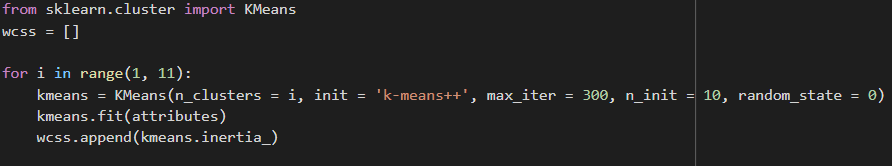 from sklearn.cluster import KMeans
wcss = []

for i in range(1, 11):
    kmeans = KMeans(n_clusters = i, init = 'k-means++', max_iter = 300, n_init = 10, random_state = 0)
    kmeans.fit(attributes)
    wcss.append(kmeans.inertia_)